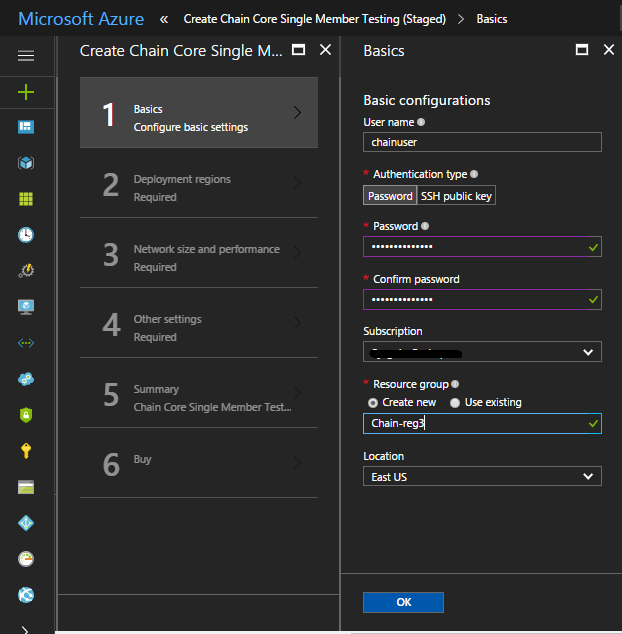 Microsoft Azure « Create Chain Core Single Member Testing (Staged) > Basics
Create Chain Core Single M...
1
Basics
Configure basic settings
2
Deployment regions
Required
3
Network size and performance
Required
4
Other settings
Required
5
Summary
Chain Core Single Member Test...
6
Buy
Basics
Basic configurations
User name
chainuser
* Authentication type
Password SSH public key
* Password
••••••••••••••
* Confirm password
••••••••••••••
Subscription
* Resource group
Create new Use existing
Chain-reg3
Location
East US
OK